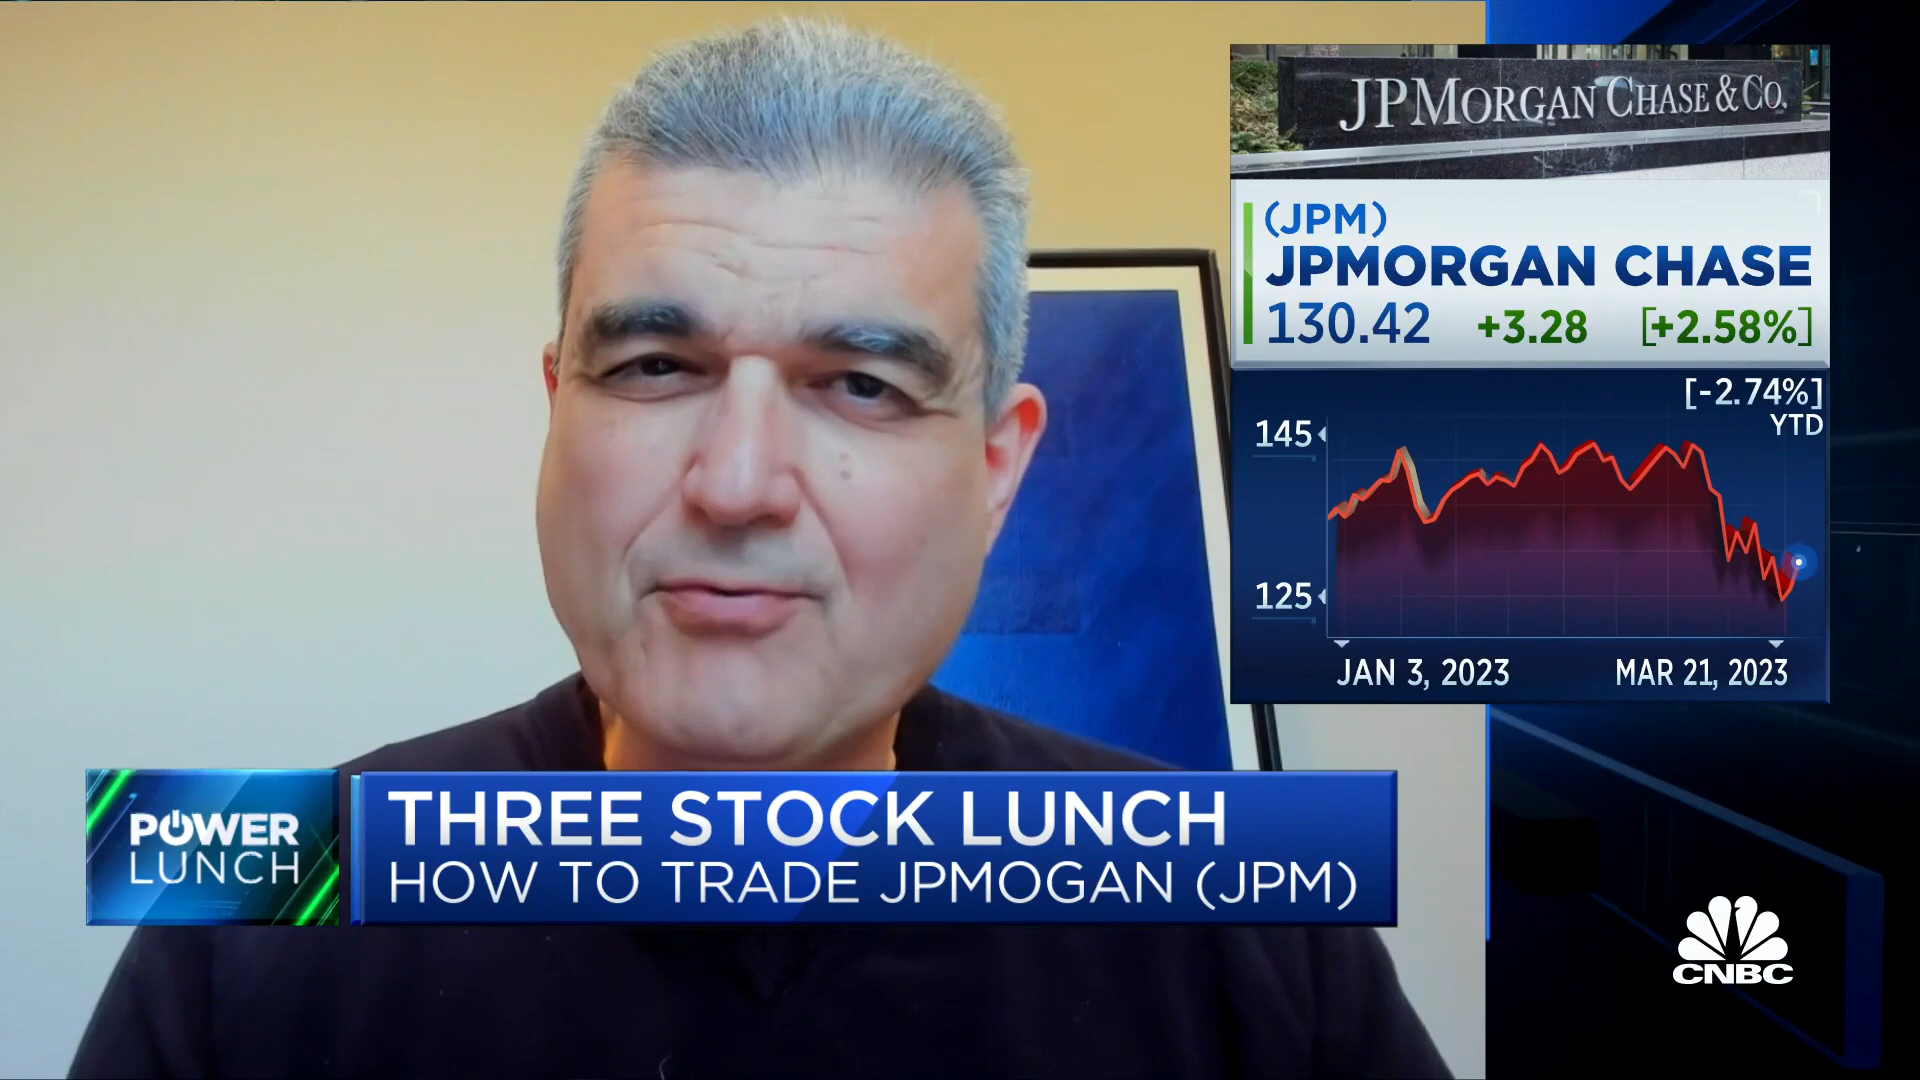 JPMORGAN CHASE & CO.
(JPM)
JPMORGAN CHASE
130.42 +3.28 [+2.58%]
[-2.74%]
YTD
145
125
JAN 3, 2023 MAR 21, 2023
POWER
LUNCH
THREE STOCK LUNCH
HOW TO TRADE JPMOGAN (JPM)
CNBC